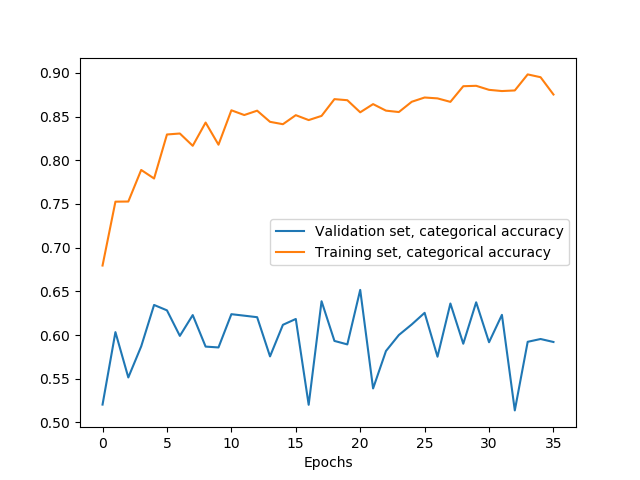 0.90
0.85
0.80
0.75
0.70
0.65
0.60
0.55
0.50
Validation set, categorical accuracy
Training set, categorical accuracy
0 5 10 15 20 25 30 35
Epochs